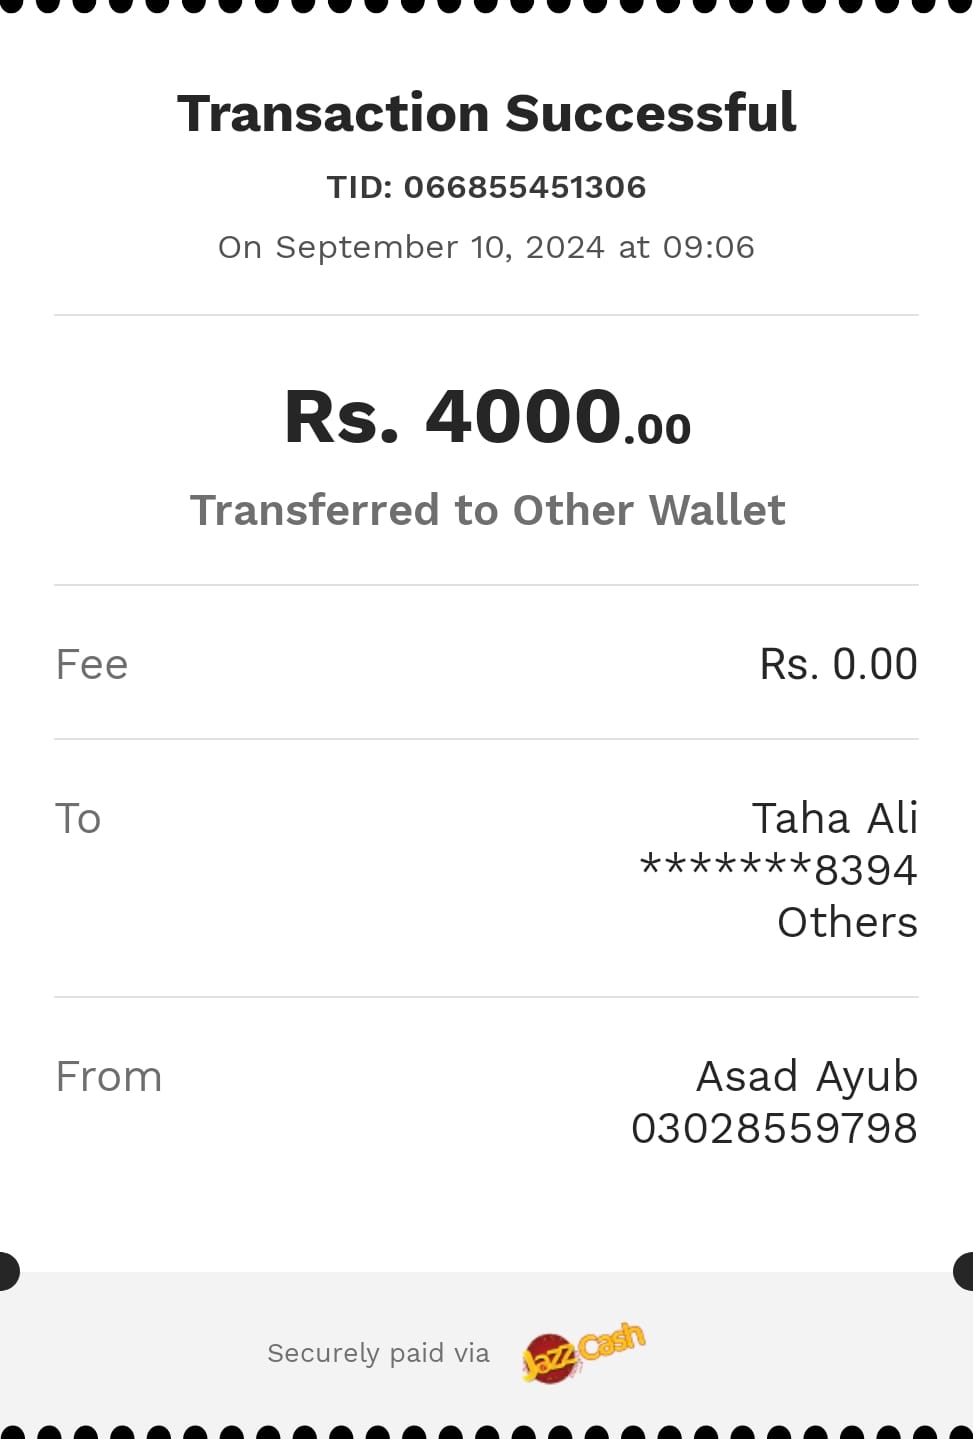 Transaction Successful
TID: 066855451306
On September 10, 2024 at 09:06
Rs. 4000.00
Transferred to Other Wallet
Fee
Rs. 0.00
To
Taha Ali
*******8394
Others
From
Asad Ayub
03028559798
Securely paid via
JazzCash